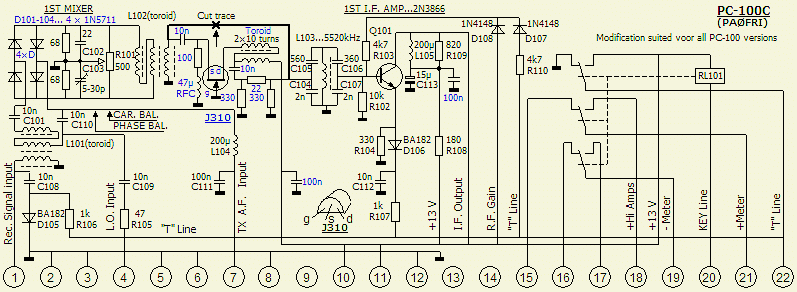 1ST MIXER
D101-104... 4 × 1N5711
L102(toroid)
Cut trace
Toroid
2×10 turns
1ST I.F. AMP...2N3866
L103...5520kHz
Q101
1N4148
D108
1N4148
D107
PC-100C
(PAØFRI)
Modification suited voor all PC-100 versions
4×D
68
68
22
C102
C103
5-30p
R101
500
10n
100
47µ
RFC
s d
g
10n
330
22
330
J310
560
C105
C104
2n
360
C106
C107
2n
4k7
R103
10k
R102
200µ
L105
820
R109
15µ
C113
100n
4k7
R110
RL101
10n
C101
10n
C110
CAR. BAL.
PHASE BAL.
L101(toroid)
10n
C108
10n
C109
200µ
L104
100n
C111
100n
330
R104
BA182
D106
180
R108
10n
C112
1k
R107
g s d
J310
BA182
D105
1k
R106
47
R105
"T" Line
Rec. Signal input
L.O. Input
TX A.F. Input
+13 V
I.F. Output
R.F. Gain
"T" Line
+Hi Amps
+13 V
- Meter
KEY Line
+Meter
"T" Line
1 2 3 4 5 6 7 8 9 10 11 12 13 14 15 16 17 18 19 20 21 22